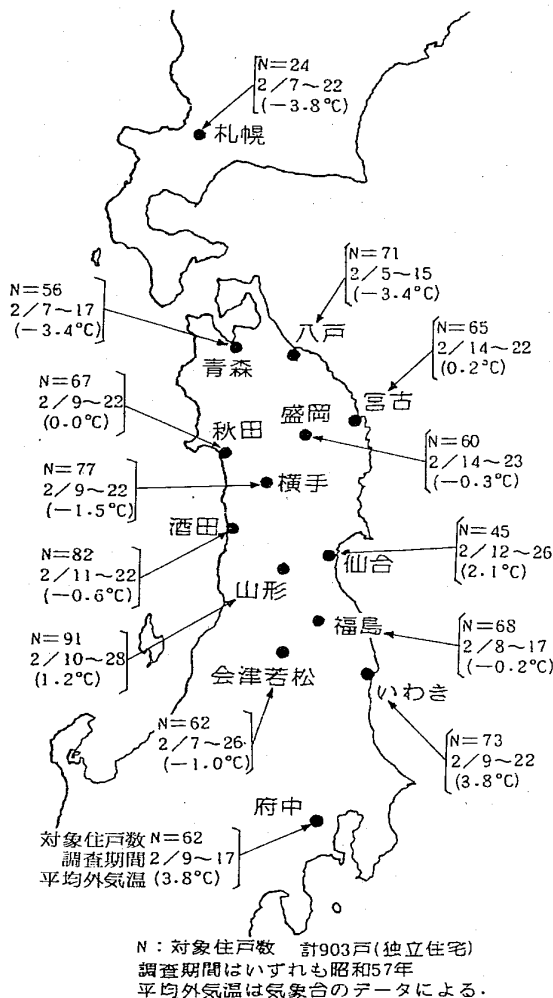 N=24
2/7～22
(−3.8℃)
札幌
N=71
2/5～15
(−3.4℃)
八戸
N=56
2/7～17
(−3.4℃)
青森
N=65
2/14～22
(0.2℃)
宮古
N=67
2/9～22
(0.0℃)
秋田
盛岡
N=60
2/14～23
(−0.3℃)
N=77
2/9～22
(−1.5℃)
横手
酒田
N=82
2/11～22
(−0.6℃)
N=45
2/12～26
(2.1℃)
仙台
山形
N=91
2/10～28
(1.2℃)
福島
N=68
2/8～17
(−0.2℃)
会津若松
N=62
2/7～26
(−1.0℃)
いわき
N=73
2/9～22
(3.8℃)
府中
対象住戸数 N=62
調査期間 2/9～17
平均外気温 (3.8℃)
N：対象住戸数 計903戸(独立住宅)
調査期間はいずれも昭和57年
平均外気温は気象台のデータによる.